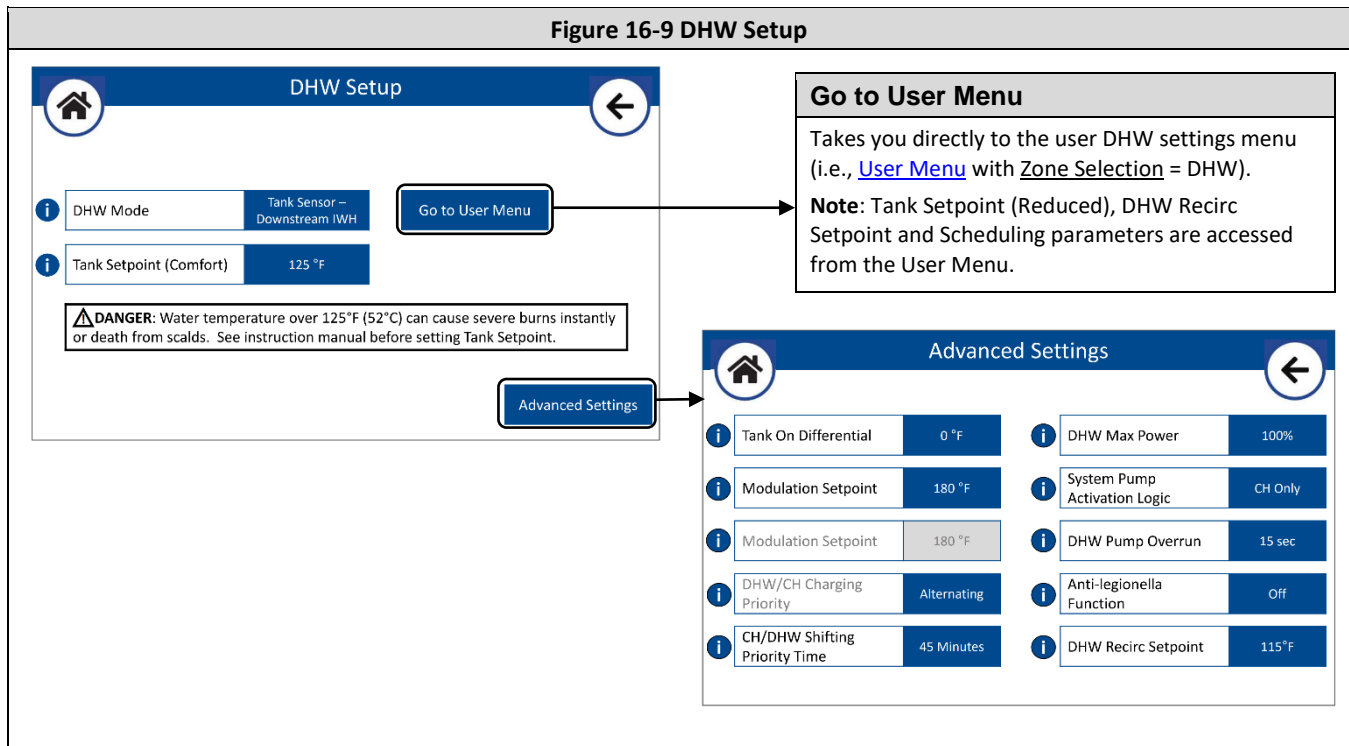 Figure 16-9 DHW Setup
DHW Setup
i DHW Mode
Tank Sensor –
Downstream IWH
Go to User Menu
i Tank Setpoint (Comfort)
125 °F
⚠DANGER: Water temperature over 125°F (52°C) can cause severe burns instantly
or death from scalds. See instruction manual before setting Tank Setpoint.
Advanced Settings
Go to User Menu
Takes you directly to the user DHW settings menu
(i.e., User Menu with Zone Selection = DHW).
Note: Tank Setpoint (Reduced), DHW Recirc
Setpoint and Scheduling parameters are accessed
from the User Menu.
Advanced Settings
i Tank On Differential
0 °F
i Modulation Setpoint
180 °F
i Modulation Setpoint
180 °F
i DHW/CH Charging
Priority
Alternating
i CH/DHW Shifting
Priority Time
45 Minutes
i DHW Max Power
100%
i System Pump
Activation Logic
CH Only
i DHW Pump Overrun
15 sec
i Anti-legionella
Function
Off
i DHW Recirc Setpoint
115°F